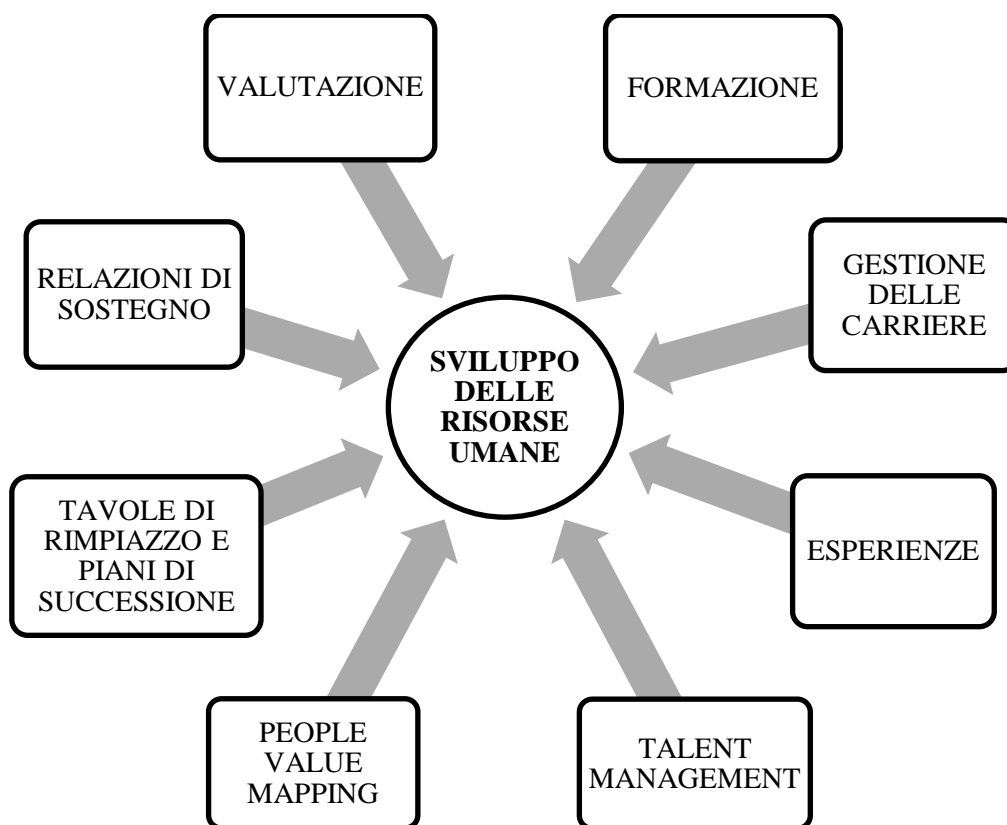 VALUTAZIONE
FORMAZIONE
RELAZIONI DI
SOSTEGNO
GESTIONE
DELLE
CARRIERE
SVILUPPO
DELLE
RISORSE
UMANE
TAVOLE DI
RIMPIAZZO E
PIANI DI
SUCCESSIONE
ESPERIENZE
PEOPLE
VALUE
MAPPING
TALENT
MANAGEMENT